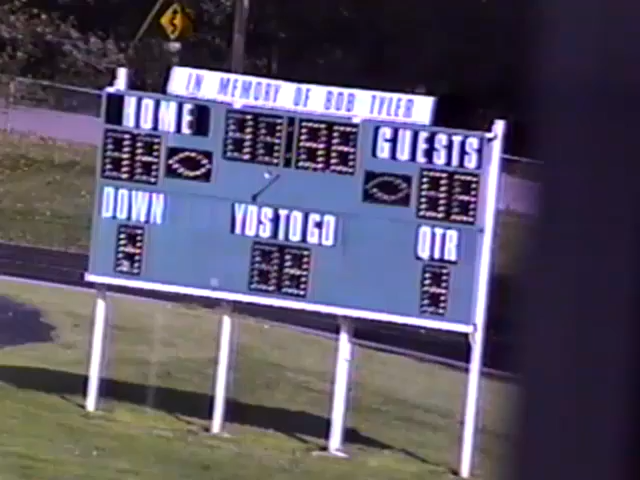 IN MEMORY OF BOB TYLER
HOME
GUESTS
DOWN
YDS TO GO
QTR